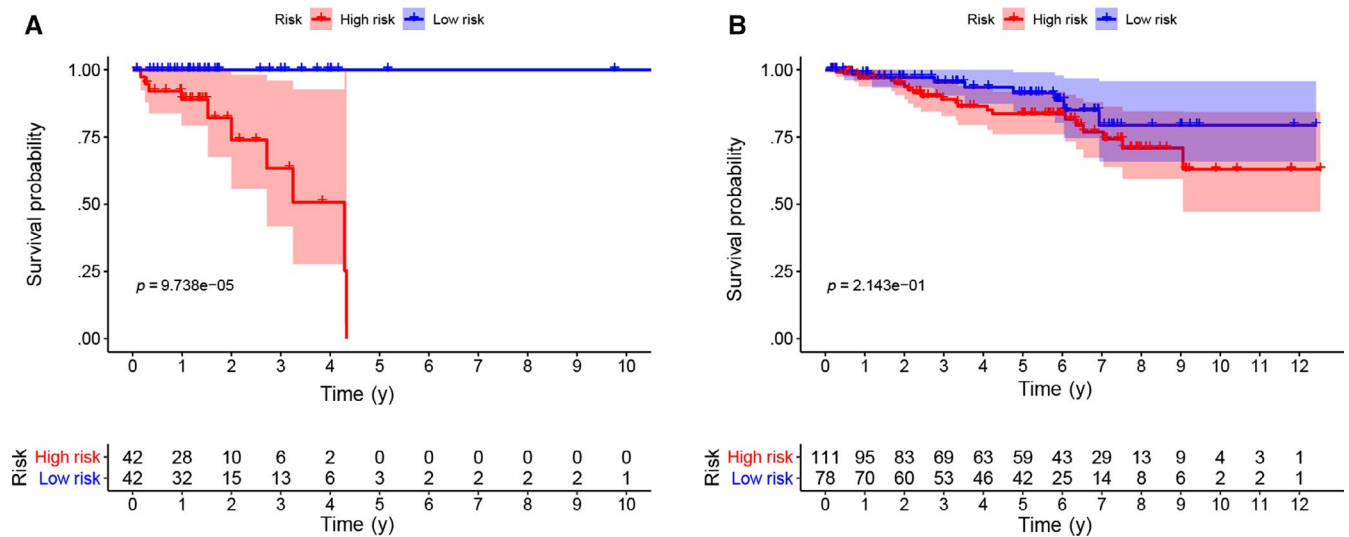 A
Risk High risk Low risk
1.00
.75
.50
.25
.00
Survival probability
p = 9.738e−05
0 1 2 3 4 5 6 7 8 9 10
Time (y)
Risk
High risk 42 28 10 6 2 0 0 0 0 0 0
Low risk 42 32 15 13 6 3 2 2 2 2 1
0 1 2 3 4 5 6 7 8 9 10
Time (y)
B
Risk High risk Low risk
1.00
.75
.50
.25
.00
Survival probability
p = 2.143e−01
0 1 2 3 4 5 6 7 8 9 10 11 12
Time (y)
Risk
High risk 111 95 83 69 63 59 43 29 13 9 4 3 1
Low risk 78 70 60 53 46 42 25 14 8 6 2 2 1
0 1 2 3 4 5 6 7 8 9 10 11 12
Time (y)